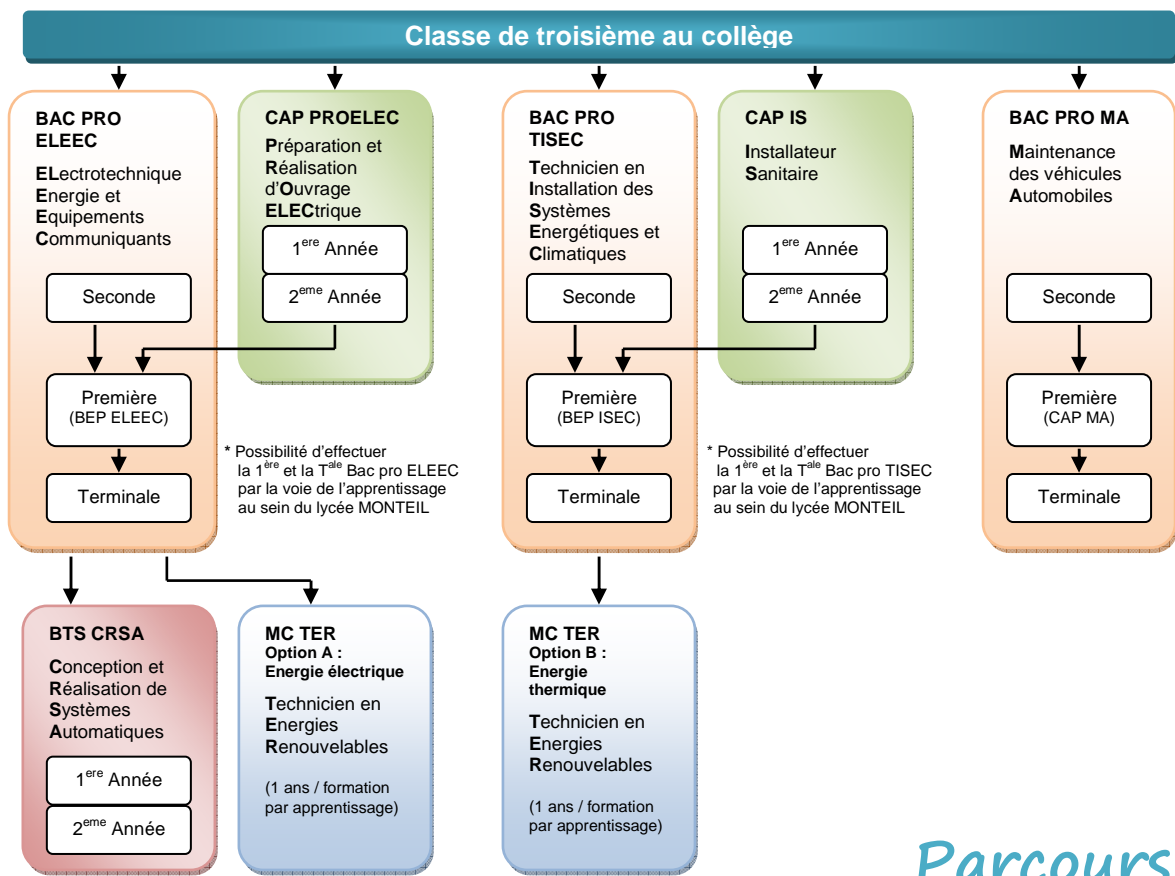 Classe de troisième au collège
BAC PRO
ELEEC
ELectrotechnique
Energie et
Equipements
Communiquants
Seconde
Première
(BEP ELEEC)
Terminale
CAP PROELEC
Préparation et
Réalisation
d'Ouvrage
ELECtrique
1ere Année
2eme Année
* Possibilité d'effectuer
la 1ère et la Tale Bac pro ELEEC
par la voie de l'apprentissage
au sein du lycée MONTEIL
BAC PRO
TISEC
Technicien en
Installation des
Systèmes
Energétiques et
Climatiques
Seconde
Première
(BEP ISEC)
Terminale
CAP IS
Installateur
Sanitaire
1ere Année
2eme Année
* Possibilité d'effectuer
la 1ère et la Tale Bac pro TISEC
par la voie de l'apprentissage
au sein du lycée MONTEIL
BAC PRO MA
Maintenance
des véhicules
Automobiles
Seconde
Première
(CAP MA)
Terminale
BTS CRSA
Conception et
Réalisation de
Systèmes
Automatiques
1ere Année
2eme Année
MC TER
Option A :
Energie électrique
Technicien en
Energies
Renouvelables
(1 ans / formation
par apprentissage)
MC TER
Option B :
Energie
thermique
Technicien en
Energies
Renouvelables
(1 ans / formation
par apprentissage)
Parcours